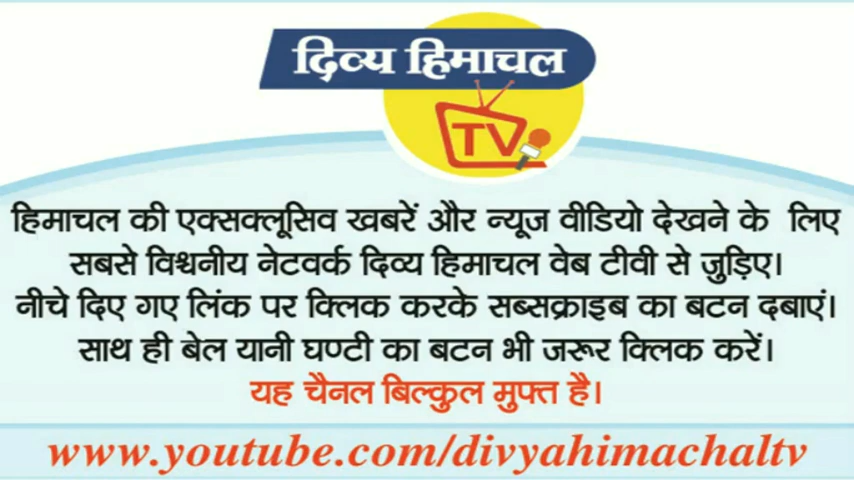 दिव्य हिमाचल
TV
हिमाचल की एक्सक्लूसिव खबरें और न्यूज वीडियो देखने के लिए
सबसे विश्वनीय नेटवर्क दिव्य हिमाचल वेब टीवी से जुड़िए।
नीचे दिए गए लिंक पर क्लिक करके सब्सक्राइब का बटन दबाएं।
साथ ही बेल यानी घण्टी का बटन भी जरूर क्लिक करें।
यह चैनल बिल्कुल मुफ्त है।
www.youtube.com/divyahimachaltv